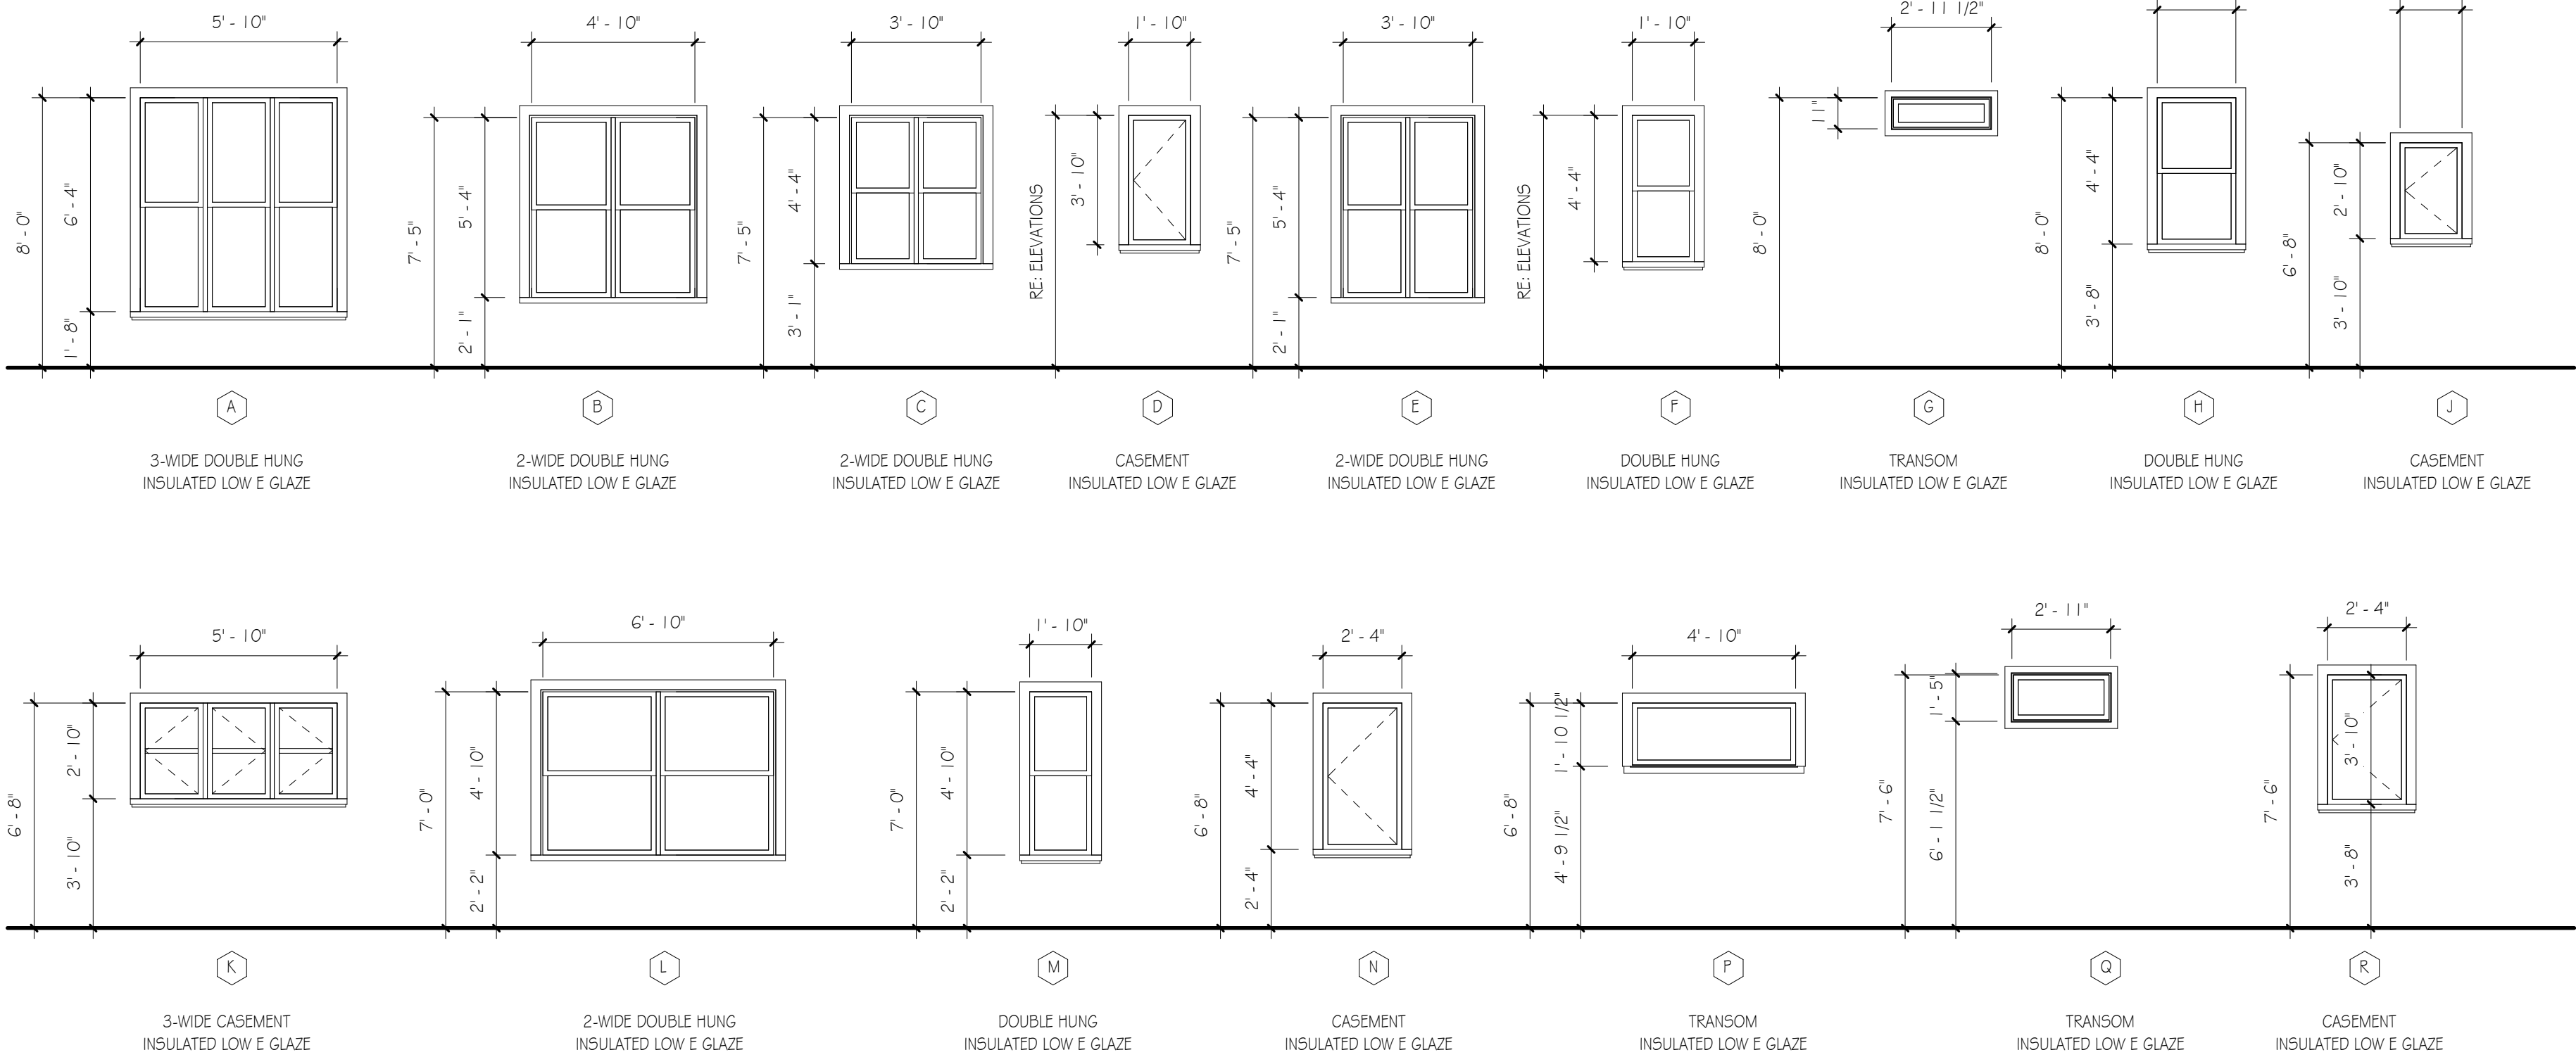 5' - 10"
4' - 10"
3' - 10"
1' - 10"
3' - 10"
1' - 10"
2' - 11 1/2"
8' - 0"
6' - 4"
1' - 8"
7' - 5"
5' - 4"
2' - 1"
7' - 5"
4' - 4"
3' - 1"
RE: ELEVATIONS
3' - 10"
7' - 5"
5' - 4"
2' - 1"
RE: ELEVATIONS
4' - 4"
8' - 0"
11"
8' - 0"
4' - 4"
3' - 8"
6' - 8"
2' - 10"
3' - 10"
A
B
C
D
E
F
G
H
J
3-WIDE DOUBLE HUNG
INSULATED LOW E GLAZE
2-WIDE DOUBLE HUNG
INSULATED LOW E GLAZE
2-WIDE DOUBLE HUNG
INSULATED LOW E GLAZE
CASEMENT
INSULATED LOW E GLAZE
2-WIDE DOUBLE HUNG
INSULATED LOW E GLAZE
DOUBLE HUNG
INSULATED LOW E GLAZE
TRANSOM
INSULATED LOW E GLAZE
DOUBLE HUNG
INSULATED LOW E GLAZE
CASEMENT
INSULATED LOW E GLAZE
5' - 10"
6' - 10"
1' - 10"
2' - 4"
4' - 10"
2' - 11"
2' - 4"
6' - 8"
2' - 10"
3' - 10"
7' - 0"
4' - 10"
2' - 2"
7' - 0"
4' - 10"
2' - 2"
6' - 8"
4' - 4"
2' - 4"
6' - 8"
1' - 10 1/2"
4' - 9 1/2"
7' - 6"
1' - 5"
6' - 1 1/2"
7' - 6"
3' - 10"
3' - 8"
K
L
M
N
P
Q
R
3-WIDE CASEMENT
INSULATED LOW E GLAZE
2-WIDE DOUBLE HUNG
INSULATED LOW E GLAZE
DOUBLE HUNG
INSULATED LOW E GLAZE
CASEMENT
INSULATED LOW E GLAZE
TRANSOM
INSULATED LOW E GLAZE
TRANSOM
INSULATED LOW E GLAZE
CASEMENT
INSULATED LOW E GLAZE